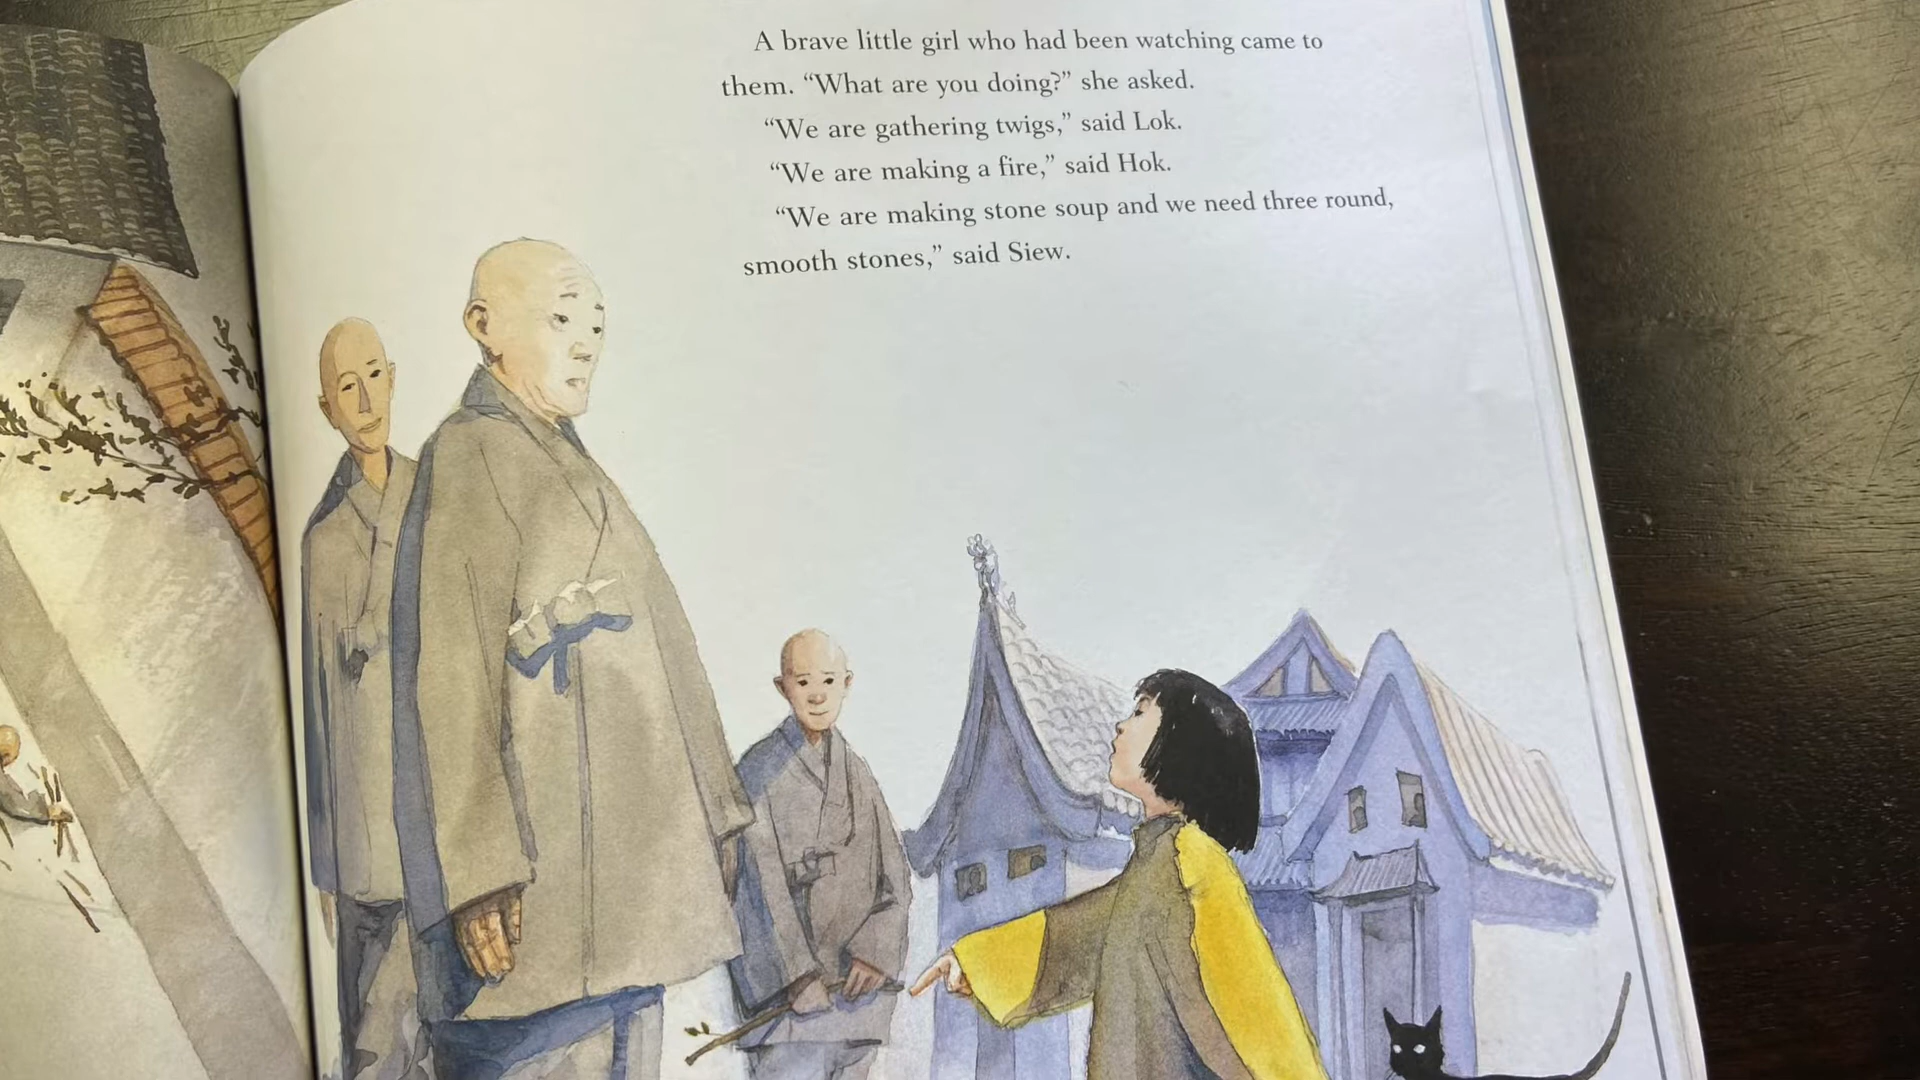 A brave little girl who had been watching came to
them. “What are you doing?” she asked.
“We are gathering twigs,” said Lok.
“We are making a fire,” said Hok.
“We are making stone soup and we need three round,
smooth stones,” said Siew.